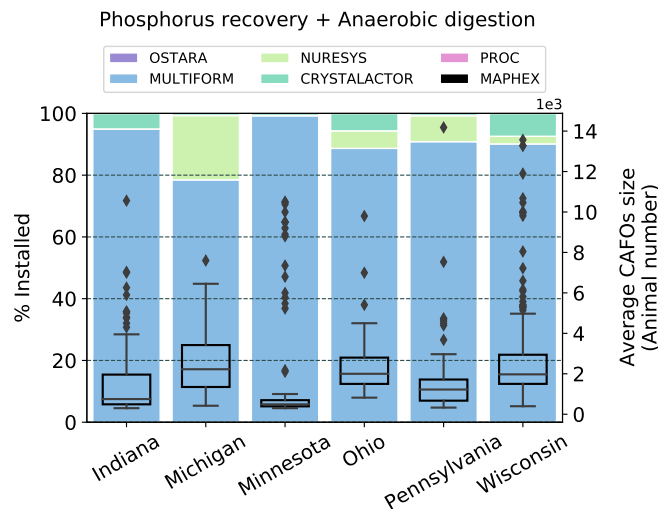 Phosphorus recovery + Anaerobic digestion
OSTARA NURESYS PROC
MULTIFORM CRYSTALACTOR MAPHEX
1e3
100
80
60
40
20
0
% Installed
14
12
10
8
6
4
2
0
Average CAFOs size
(Animal number)
Indiana Michigan Minnesota Ohio Pennsylvania Wisconsin